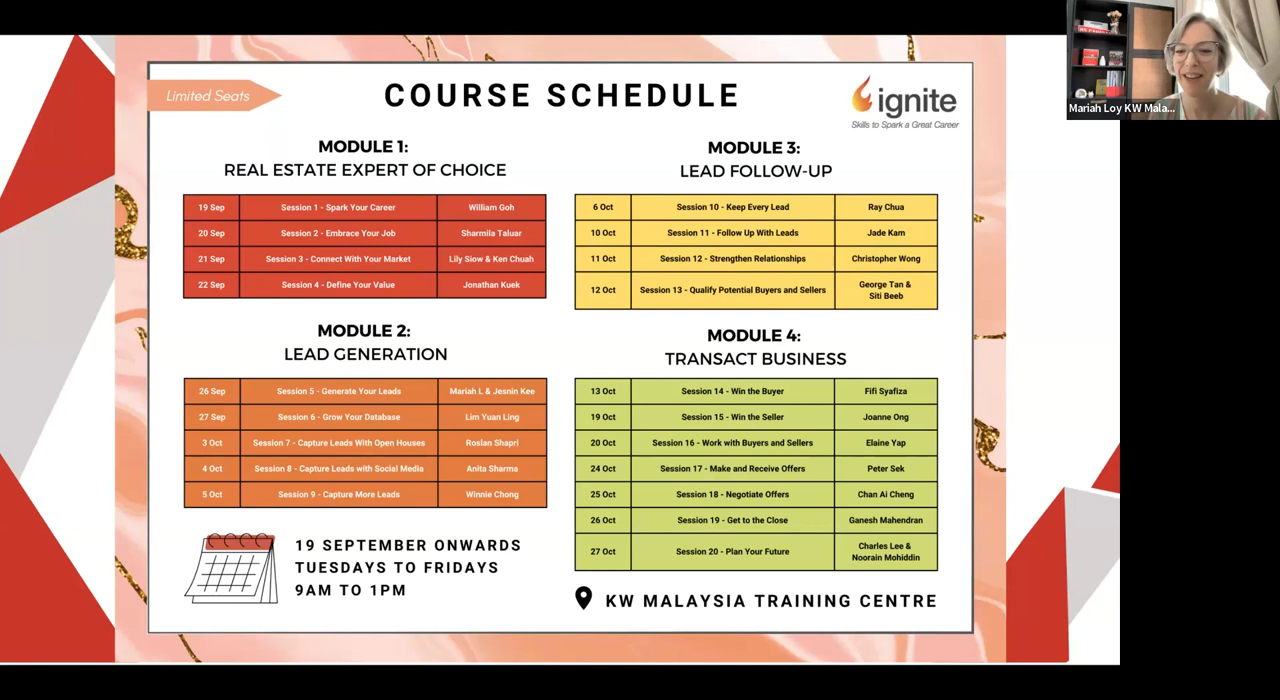 Limited Seats
COURSE SCHEDULE
ignite
Skills to Spark a Great Career
MODULE 1:
REAL ESTATE EXPERT OF CHOICE
19 Sep Session 1 - Spark Your Career William Goh
20 Sep Session 2 - Embrace Your Job Sharmila Taluar
21 Sep Session 3 - Connect With Your Market Lily Siow & Ken Chuah
22 Sep Session 4 - Define Your Value Jonathan Kuek
MODULE 2:
LEAD GENERATION
26 Sep Session 5 - Generate Your Leads Mariah L & Jesnin Kee
27 Sep Session 6 - Grow Your Database Lim Yuan Ling
3 Oct Session 7 - Capture Leads With Open Houses Roslan Shapri
4 Oct Session 8 - Capture Leads with Social Media Anita Sharma
5 Oct Session 9 - Capture More Leads Winnie Chong
19 SEPTEMBER ONWARDS
TUESDAYS TO FRIDAYS
9AM TO 1PM
MODULE 3:
LEAD FOLLOW-UP
6 Oct Session 10 - Keep Every Lead Ray Chua
10 Oct Session 11 - Follow Up With Leads Jade Kam
11 Oct Session 12 - Strengthen Relationships Christopher Wong
12 Oct Session 13 - Qualify Potential Buyers and Sellers George Tan &
Siti Beeb
MODULE 4:
TRANSACT BUSINESS
13 Oct Session 14 - Win the Buyer Fifi Syafiza
19 Oct Session 15 - Win the Seller Joanne Ong
20 Oct Session 16 - Work with Buyers and Sellers Elaine Yap
24 Oct Session 17 - Make and Receive Offers Peter Sek
25 Oct Session 18 - Negotiate Offers Chan Ai Cheng
26 Oct Session 19 - Get to the Close Ganesh Mahendran
27 Oct Session 20 - Plan Your Future Charles Lee &
Noorain Mohiddin
KW MALAYSIA TRAINING CENTRE
Mariah Loy KW Mala...